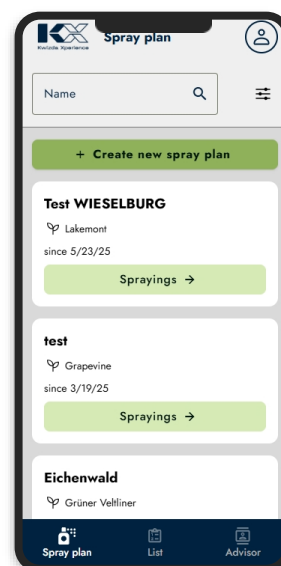 KX
Kwizda Xperience
Spray plan
Name
+ Create new spray plan
Test WIESELBURG
Lakemont
since 5/23/25
Sprayings →
test
Grapevine
since 3/19/25
Sprayings →
Eichenwald
Grüner Veltliner
Spray plan List Advisor